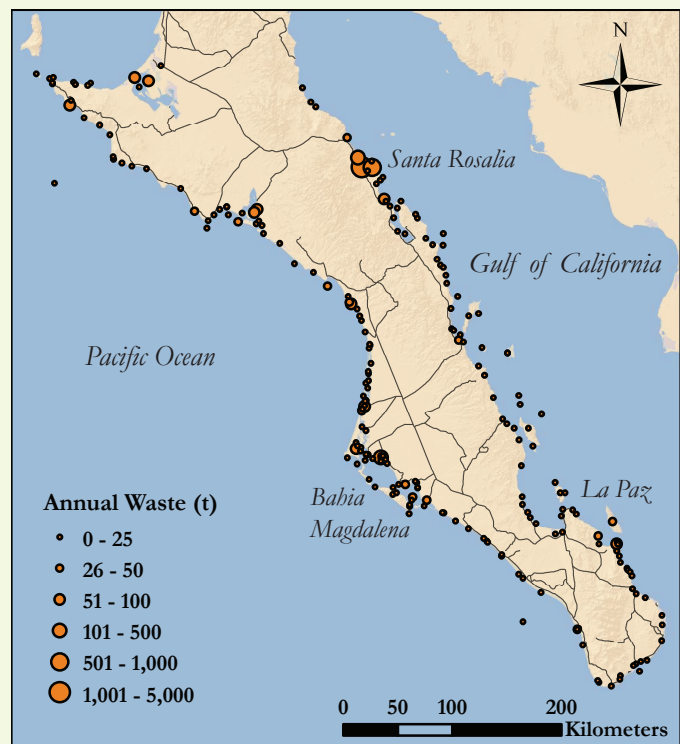 N
Santa Rosalia
Gulf of California
Pacific Ocean
La Paz
Bahia
Magdalena
Annual Waste (t)
0 - 25
26 - 50
51 - 100
101 - 500
501 - 1,000
1,001 - 5,000
0 50 100 200
Kilometers